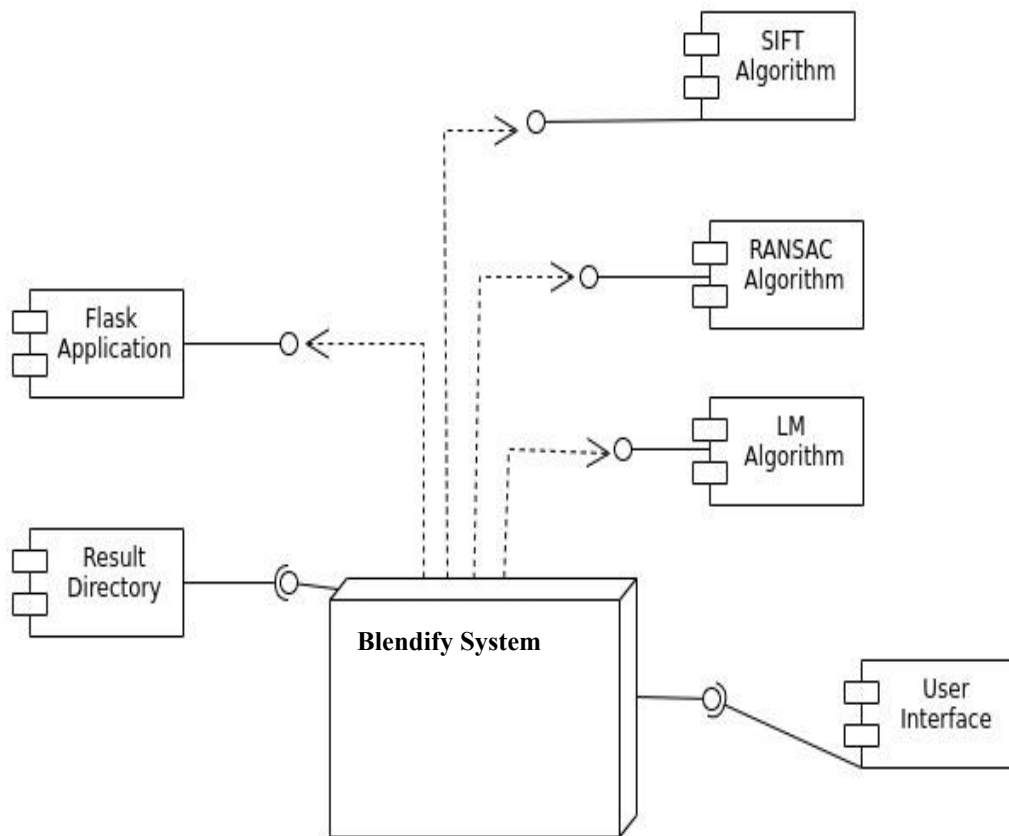 SIFT
Algorithm
RANSAC
Algorithm
Flask
Application
LM
Algorithm
Result
Directory
Blendify System
User
Interface